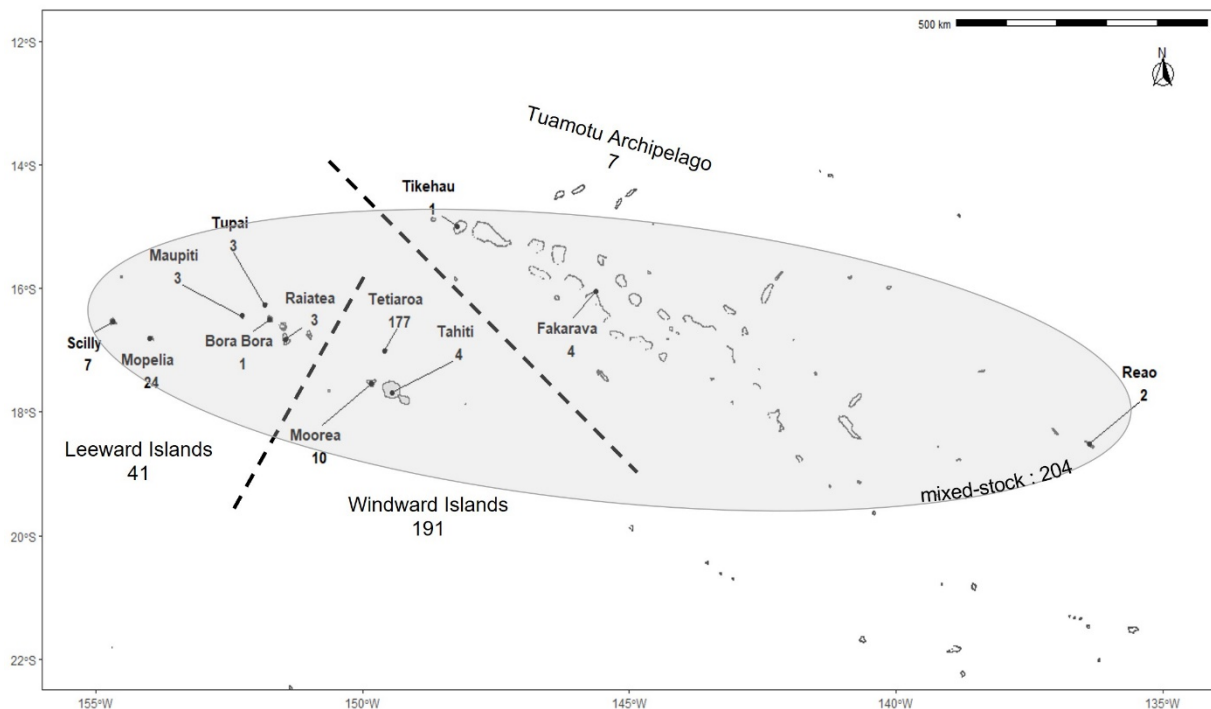 500 km
N
12°S
14°S
16°S
18°S
20°S
22°S
Tuamotu Archipelago
7
Tikehau
1
Tupai
3
Maupiti
3
Raiatea
3
Tetiaroa
177
Tahiti
4
Fakarava
4
Scilly
7
Mopelia
24
Bora Bora
1
Reao
2
Moorea
10
Leeward Islands
41
Windward Islands
191
mixed-stock : 204
155°W
150°W
145°W
140°W
135°W